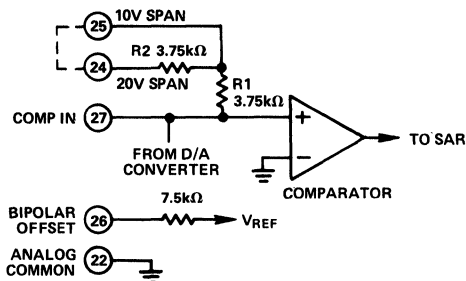 25 10V SPAN
R2 3.75kΩ
24 20V SPAN
R1
3.75kΩ
COMP IN 27
+
−
TO SAR
FROM D/A
CONVERTER
COMPARATOR
7.5kΩ
BIPOLAR
OFFSET
26
VREF
ANALOG
COMMON
22